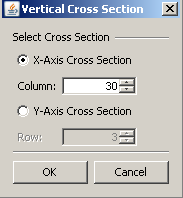 Vertical Cross Section
Select Cross Section
X-Axis Cross Section
Column: 30
Y-Axis Cross Section
Row: 3
OK Cancel